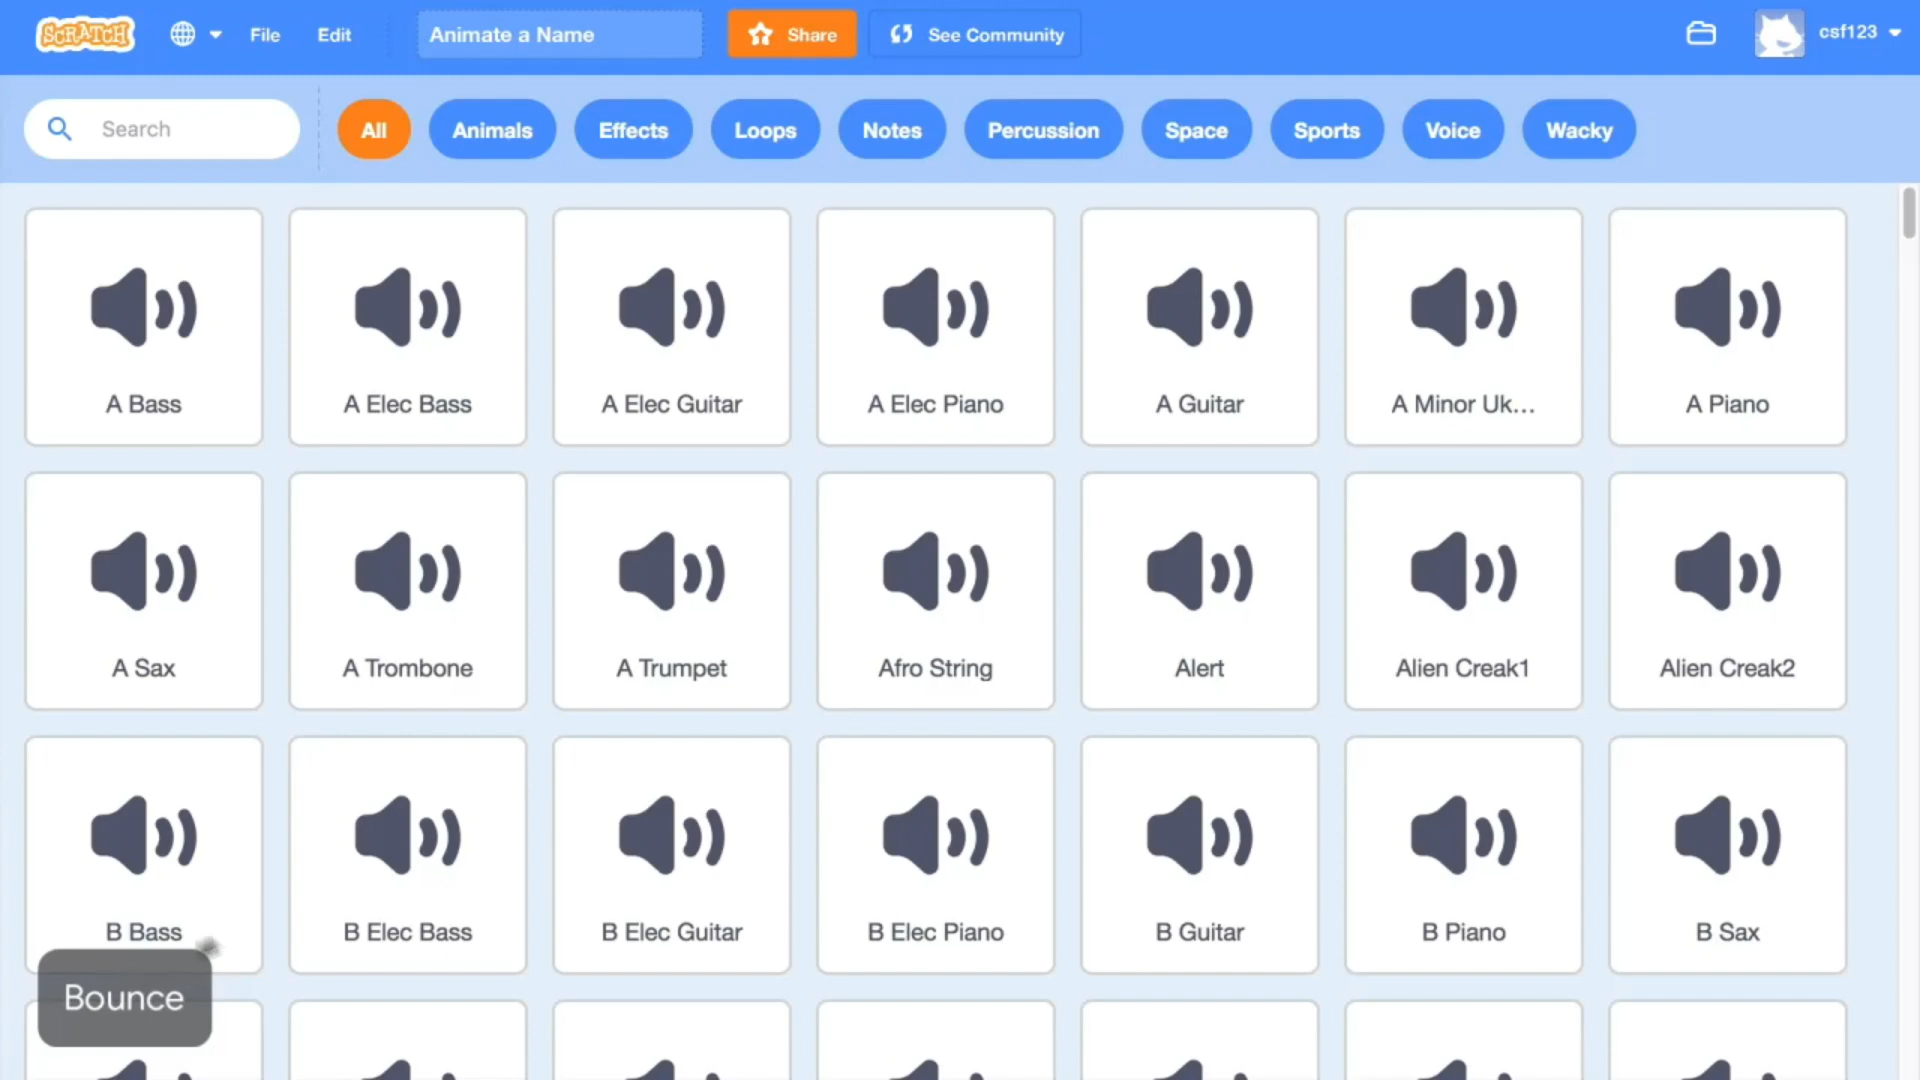 SCRATCH File Edit Animate a Name Share See Community csf123
Search All Animals Effects Loops Notes Percussion Space Sports Voice Wacky
A Bass A Elec Bass A Elec Guitar A Elec Piano A Guitar A Minor Uk... A Piano
A Sax A Trombone A Trumpet Afro String Alert Alien Creak1 Alien Creak2
B Bass B Elec Bass B Elec Guitar B Elec Piano B Guitar B Piano B Sax
Bounce